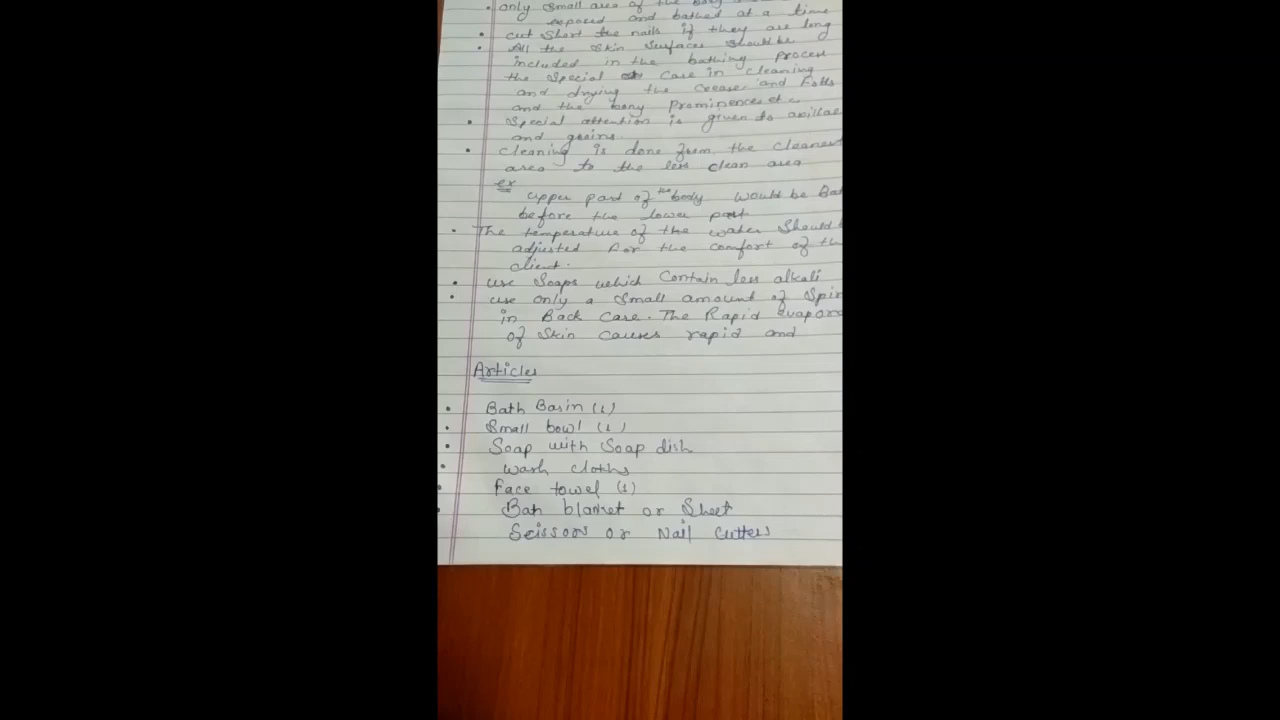 • only small area of the body
exposed and bathed at a time
• cut short the nails if they are long
• All the skin surfaces should be
included in the bathing process
the special care in cleaning
and drying the creases and Folds
and the bony prominences etc
• Special attention is given to axillae
and groins.
• Cleaning is done from the cleanest
area to the less clean area
ex
upper part of the body would be Bat
before the lower part
• The temperature of the water should b
adjusted for the comfort of the
client.
• use soaps which contain less alkali
• use only a small amount of Spiri
in Back Care. The Rapid evapora
of skin causes rapid and
Articles
• Bath Basin (1)
• Small bowl (1)
• Soap with Soap dish
• wash cloths
• Face towel (1)
• Bath blanket or Sheet
Scissors or Nail cutters